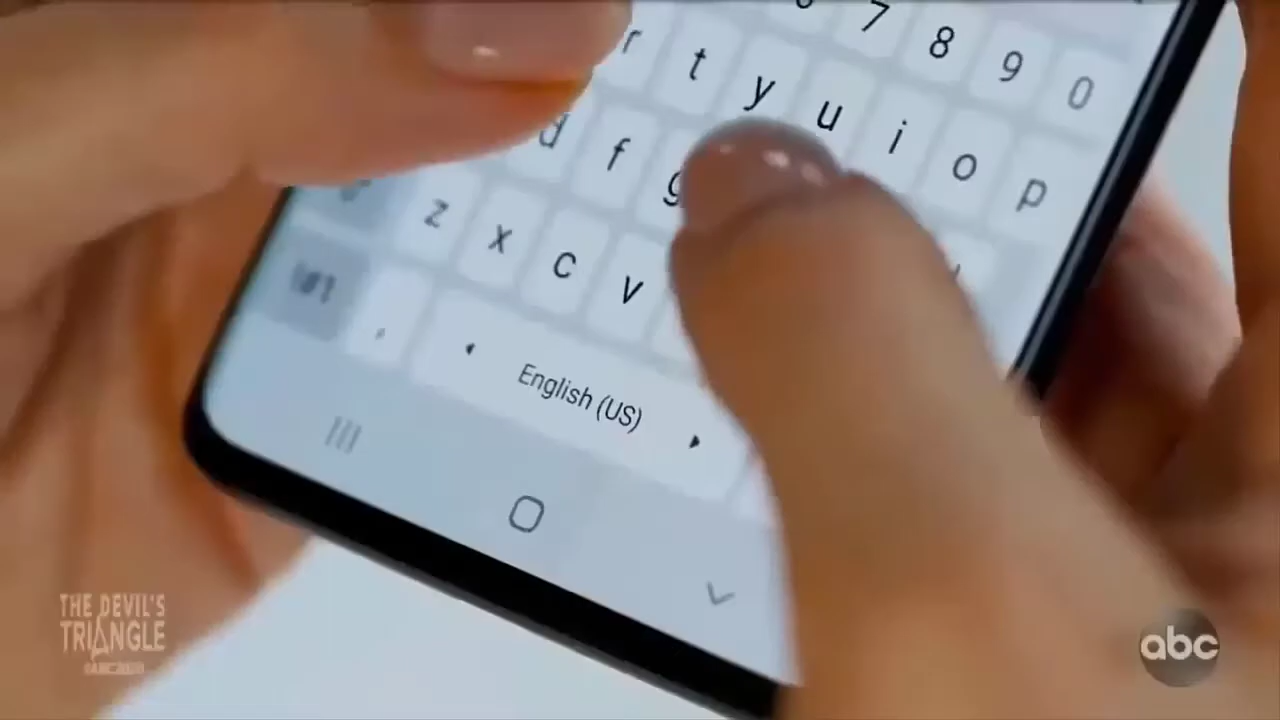 7 8 9 0
r t y u i o p
d f g
z x c v
!#1 ,
English (US)
THE DEVIL'S
TRIANGLE
abc